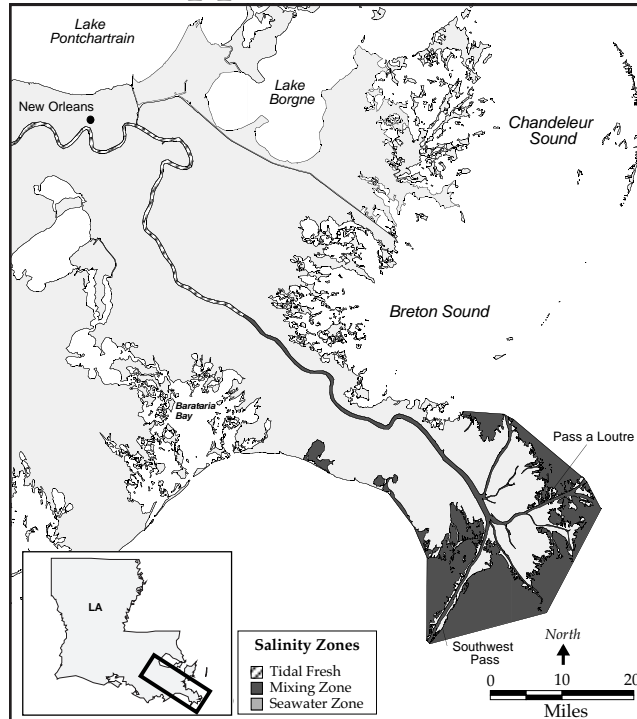 Lake
Pontchartrain
New Orleans
Lake
Borgne
Chandeleur
Sound
Breton Sound
Barataria
Bay
Pass a Loutre
LA
Southwest
Pass
Salinity Zones
Tidal Fresh
Mixing Zone
Seawater Zone
North
0 10 20
Miles